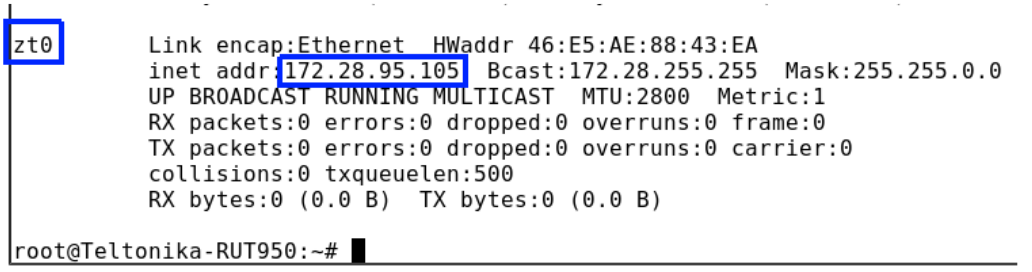 zt0 Link encap:Ethernet HWaddr 46:E5:AE:88:43:EA
inet addr:172.28.95.105 Bcast:172.28.255.255 Mask:255.255.0.0
UP BROADCAST RUNNING MULTICAST MTU:2800 Metric:1
RX packets:0 errors:0 dropped:0 overruns:0 frame:0
TX packets:0 errors:0 dropped:0 overruns:0 carrier:0
collisions:0 txqueuelen:500
RX bytes:0 (0.0 B) TX bytes:0 (0.0 B)
root@Teltonika-RUT950:~#